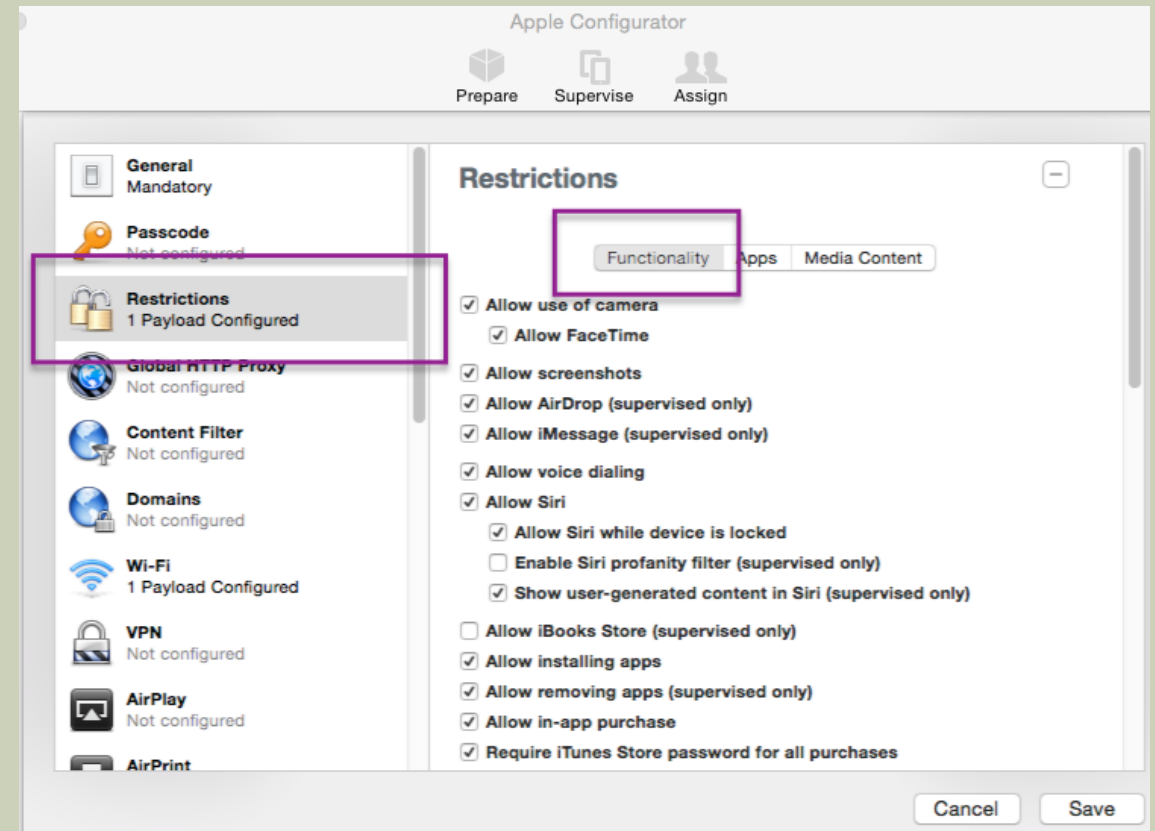 Apple Configurator
Prepare Supervise Assign
General
Mandatory
Passcode
Not configured
Restrictions
1 Payload Configured
Global HTTP Proxy
Not configured
Content Filter
Not configured
Domains
Not configured
Wi-Fi
1 Payload Configured
VPN
Not configured
AirPlay
Not configured
AirPrint
Restrictions
Functionality Apps Media Content
Allow use of camera
Allow FaceTime
Allow screenshots
Allow AirDrop (supervised only)
Allow iMessage (supervised only)
Allow voice dialing
Allow Siri
Allow Siri while device is locked
Enable Siri profanity filter (supervised only)
Show user-generated content in Siri (supervised only)
Allow iBooks Store (supervised only)
Allow installing apps
Allow removing apps (supervised only)
Allow in-app purchase
Require iTunes Store password for all purchases
Cancel Save